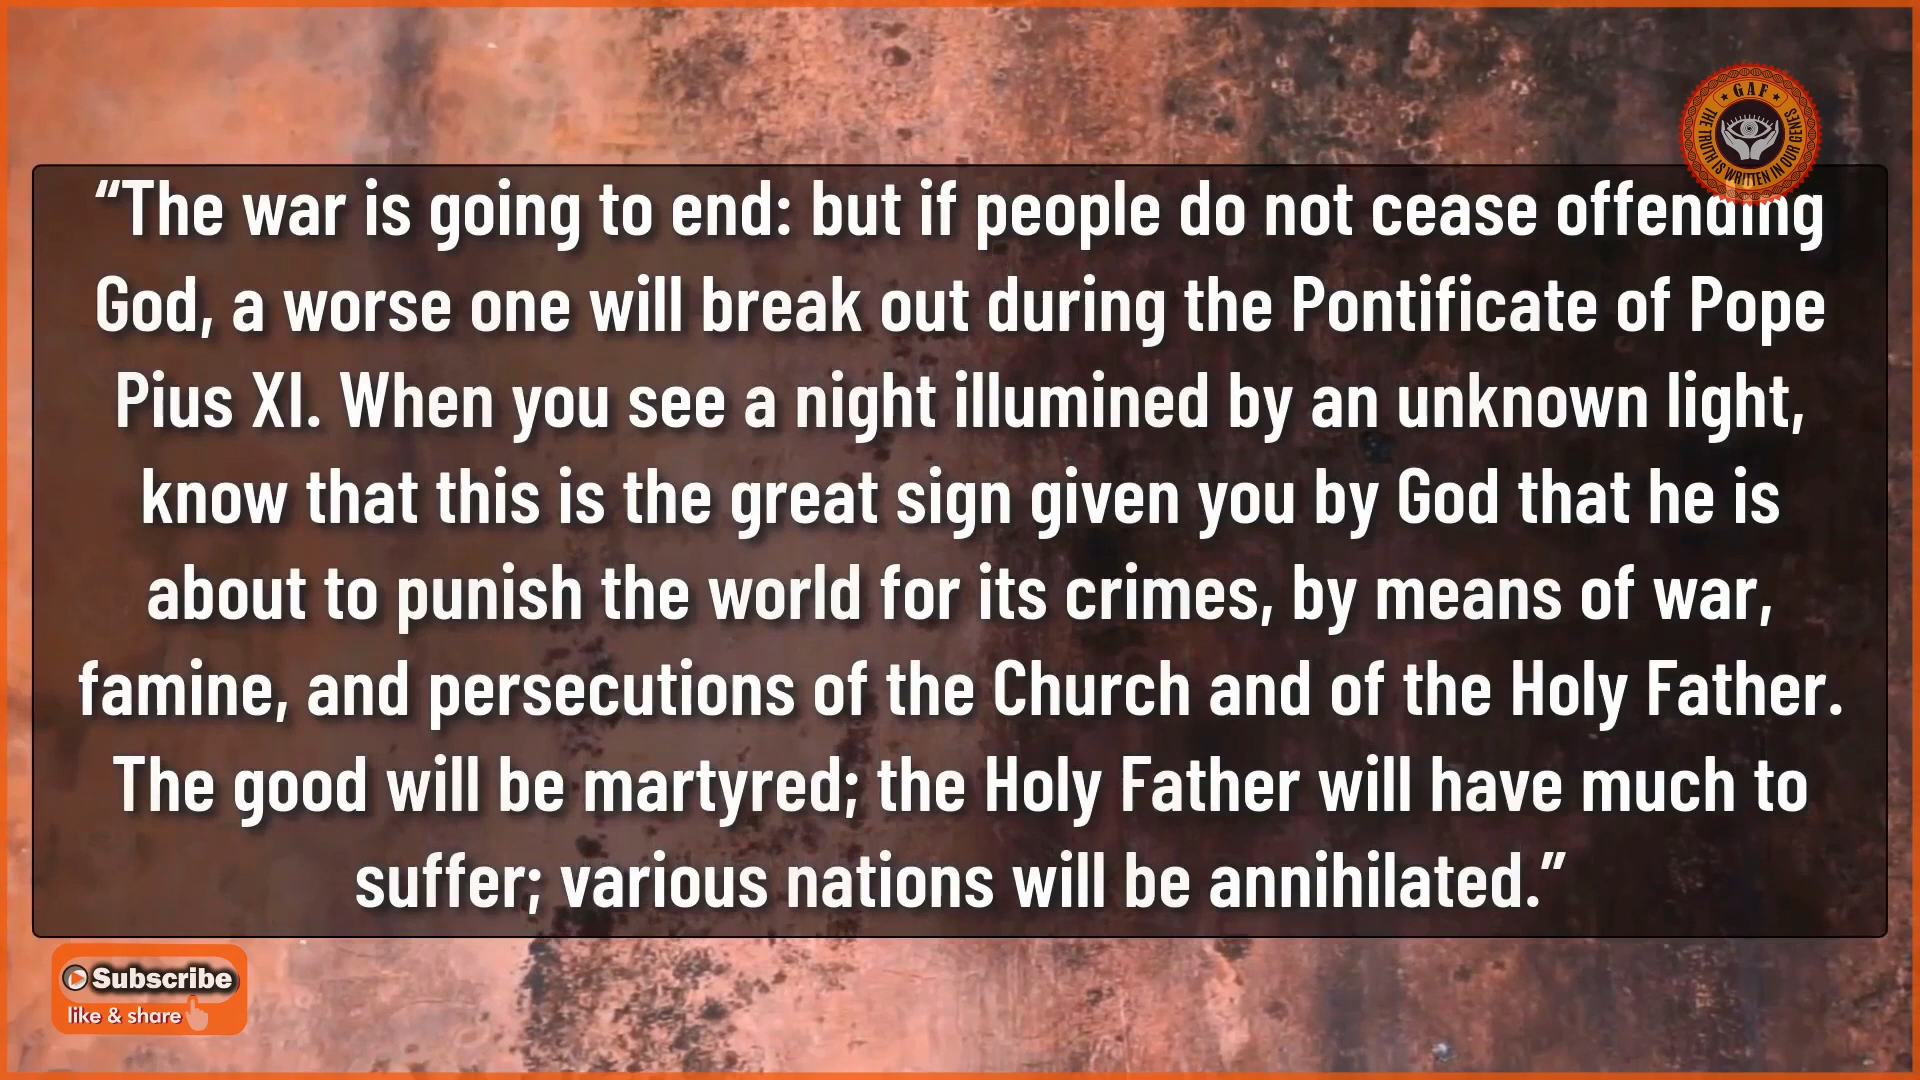 GAF
THE TRUTH IS WRITTEN IN OUR GENES
“The war is going to end: but if people do not cease offending
God, a worse one will break out during the Pontificate of Pope
Pius XI. When you see a night illumined by an unknown light,
know that this is the great sign given you by God that he is
about to punish the world for its crimes, by means of war,
famine, and persecutions of the Church and of the Holy Father.
The good will be martyred; the Holy Father will have much to
suffer; various nations will be annihilated.”
Subscribe
like & share